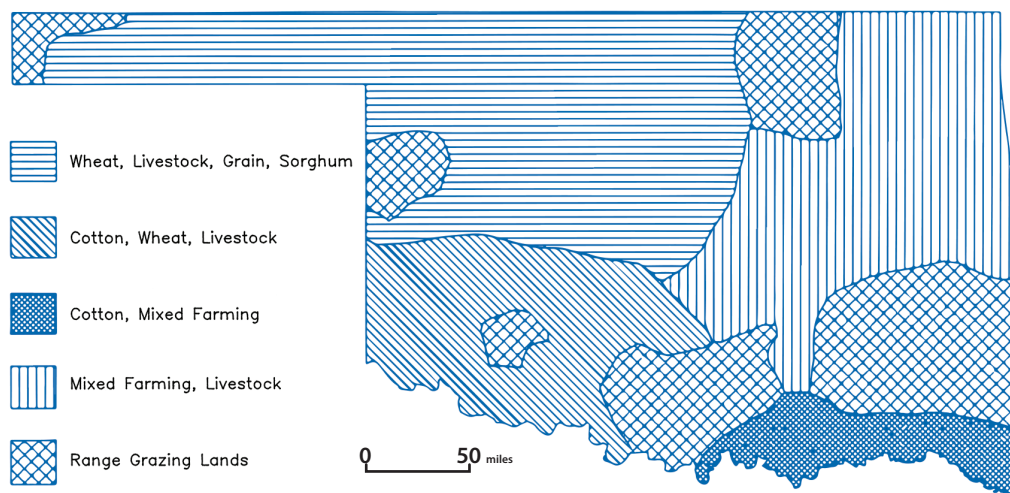 Wheat, Livestock, Grain, Sorghum
Cotton, Wheat, Livestock
Cotton, Mixed Farming
Mixed Farming, Livestock
Range Grazing Lands
0 50 miles